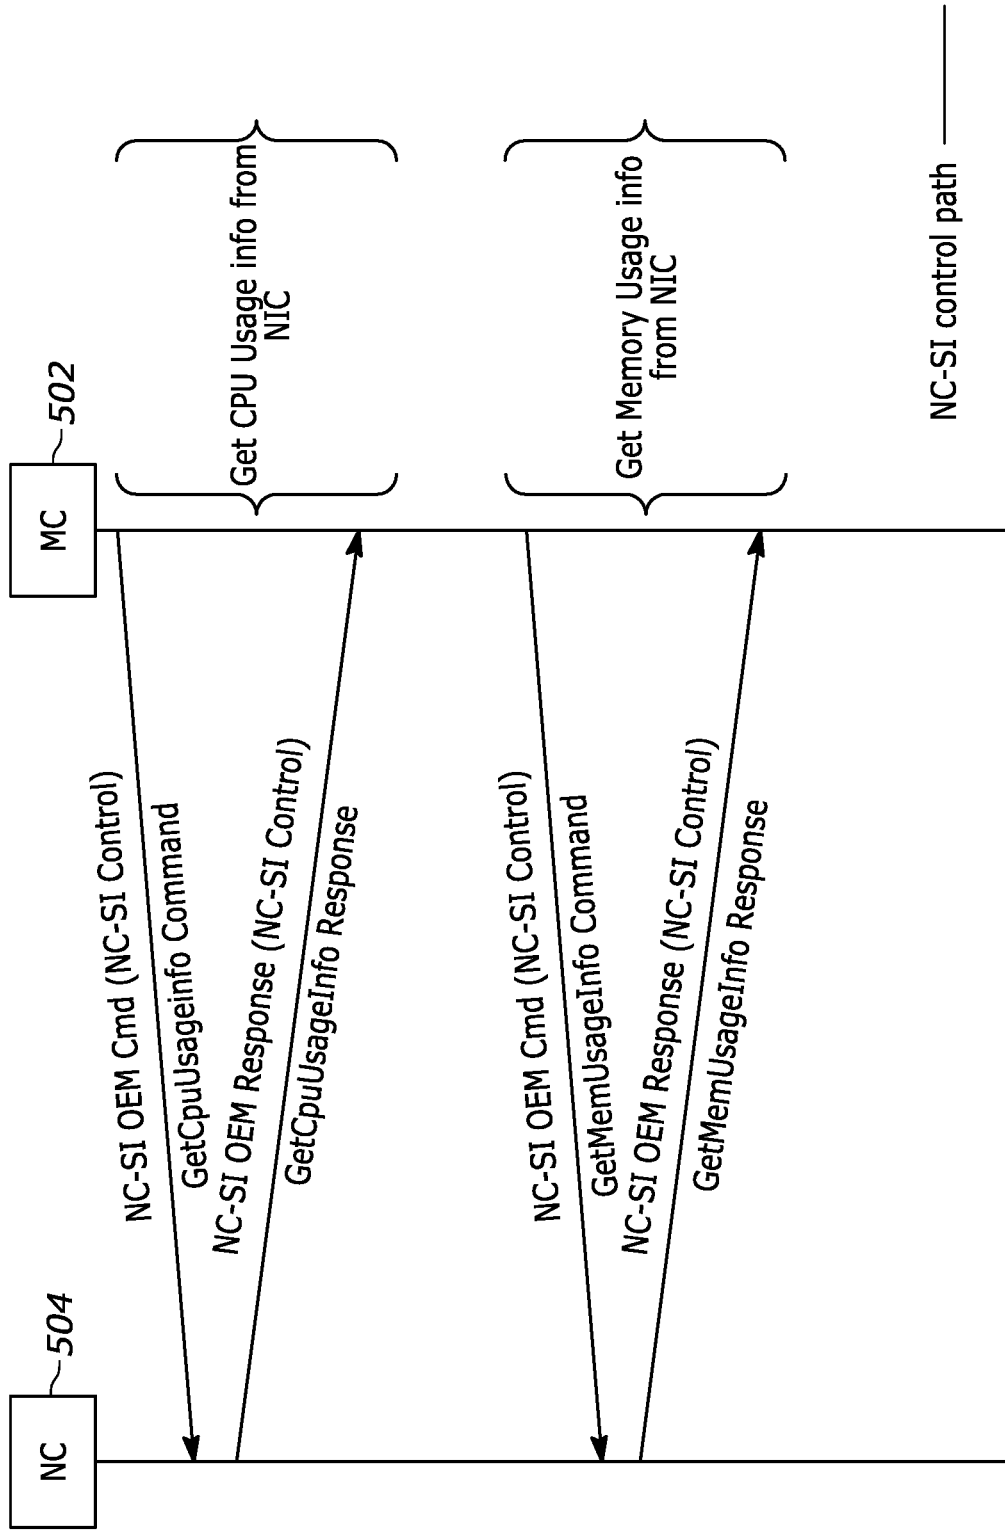 NC
504
MC
502
NC-SI OEM Cmd (NC-SI Control)
GetCpuUsageinfo Command
NC-SI OEM Response (NC-SI Control)
GetCpuUsageInfo Response
Get CPU Usage info from
NIC
NC-SI OEM Cmd (NC-SI Control)
GetMemUsageInfo Command
NC-SI OEM Response (NC-SI Control)
GetMemUsageInfo Response
Get Memory Usage info
from NIC
NC-SI control path